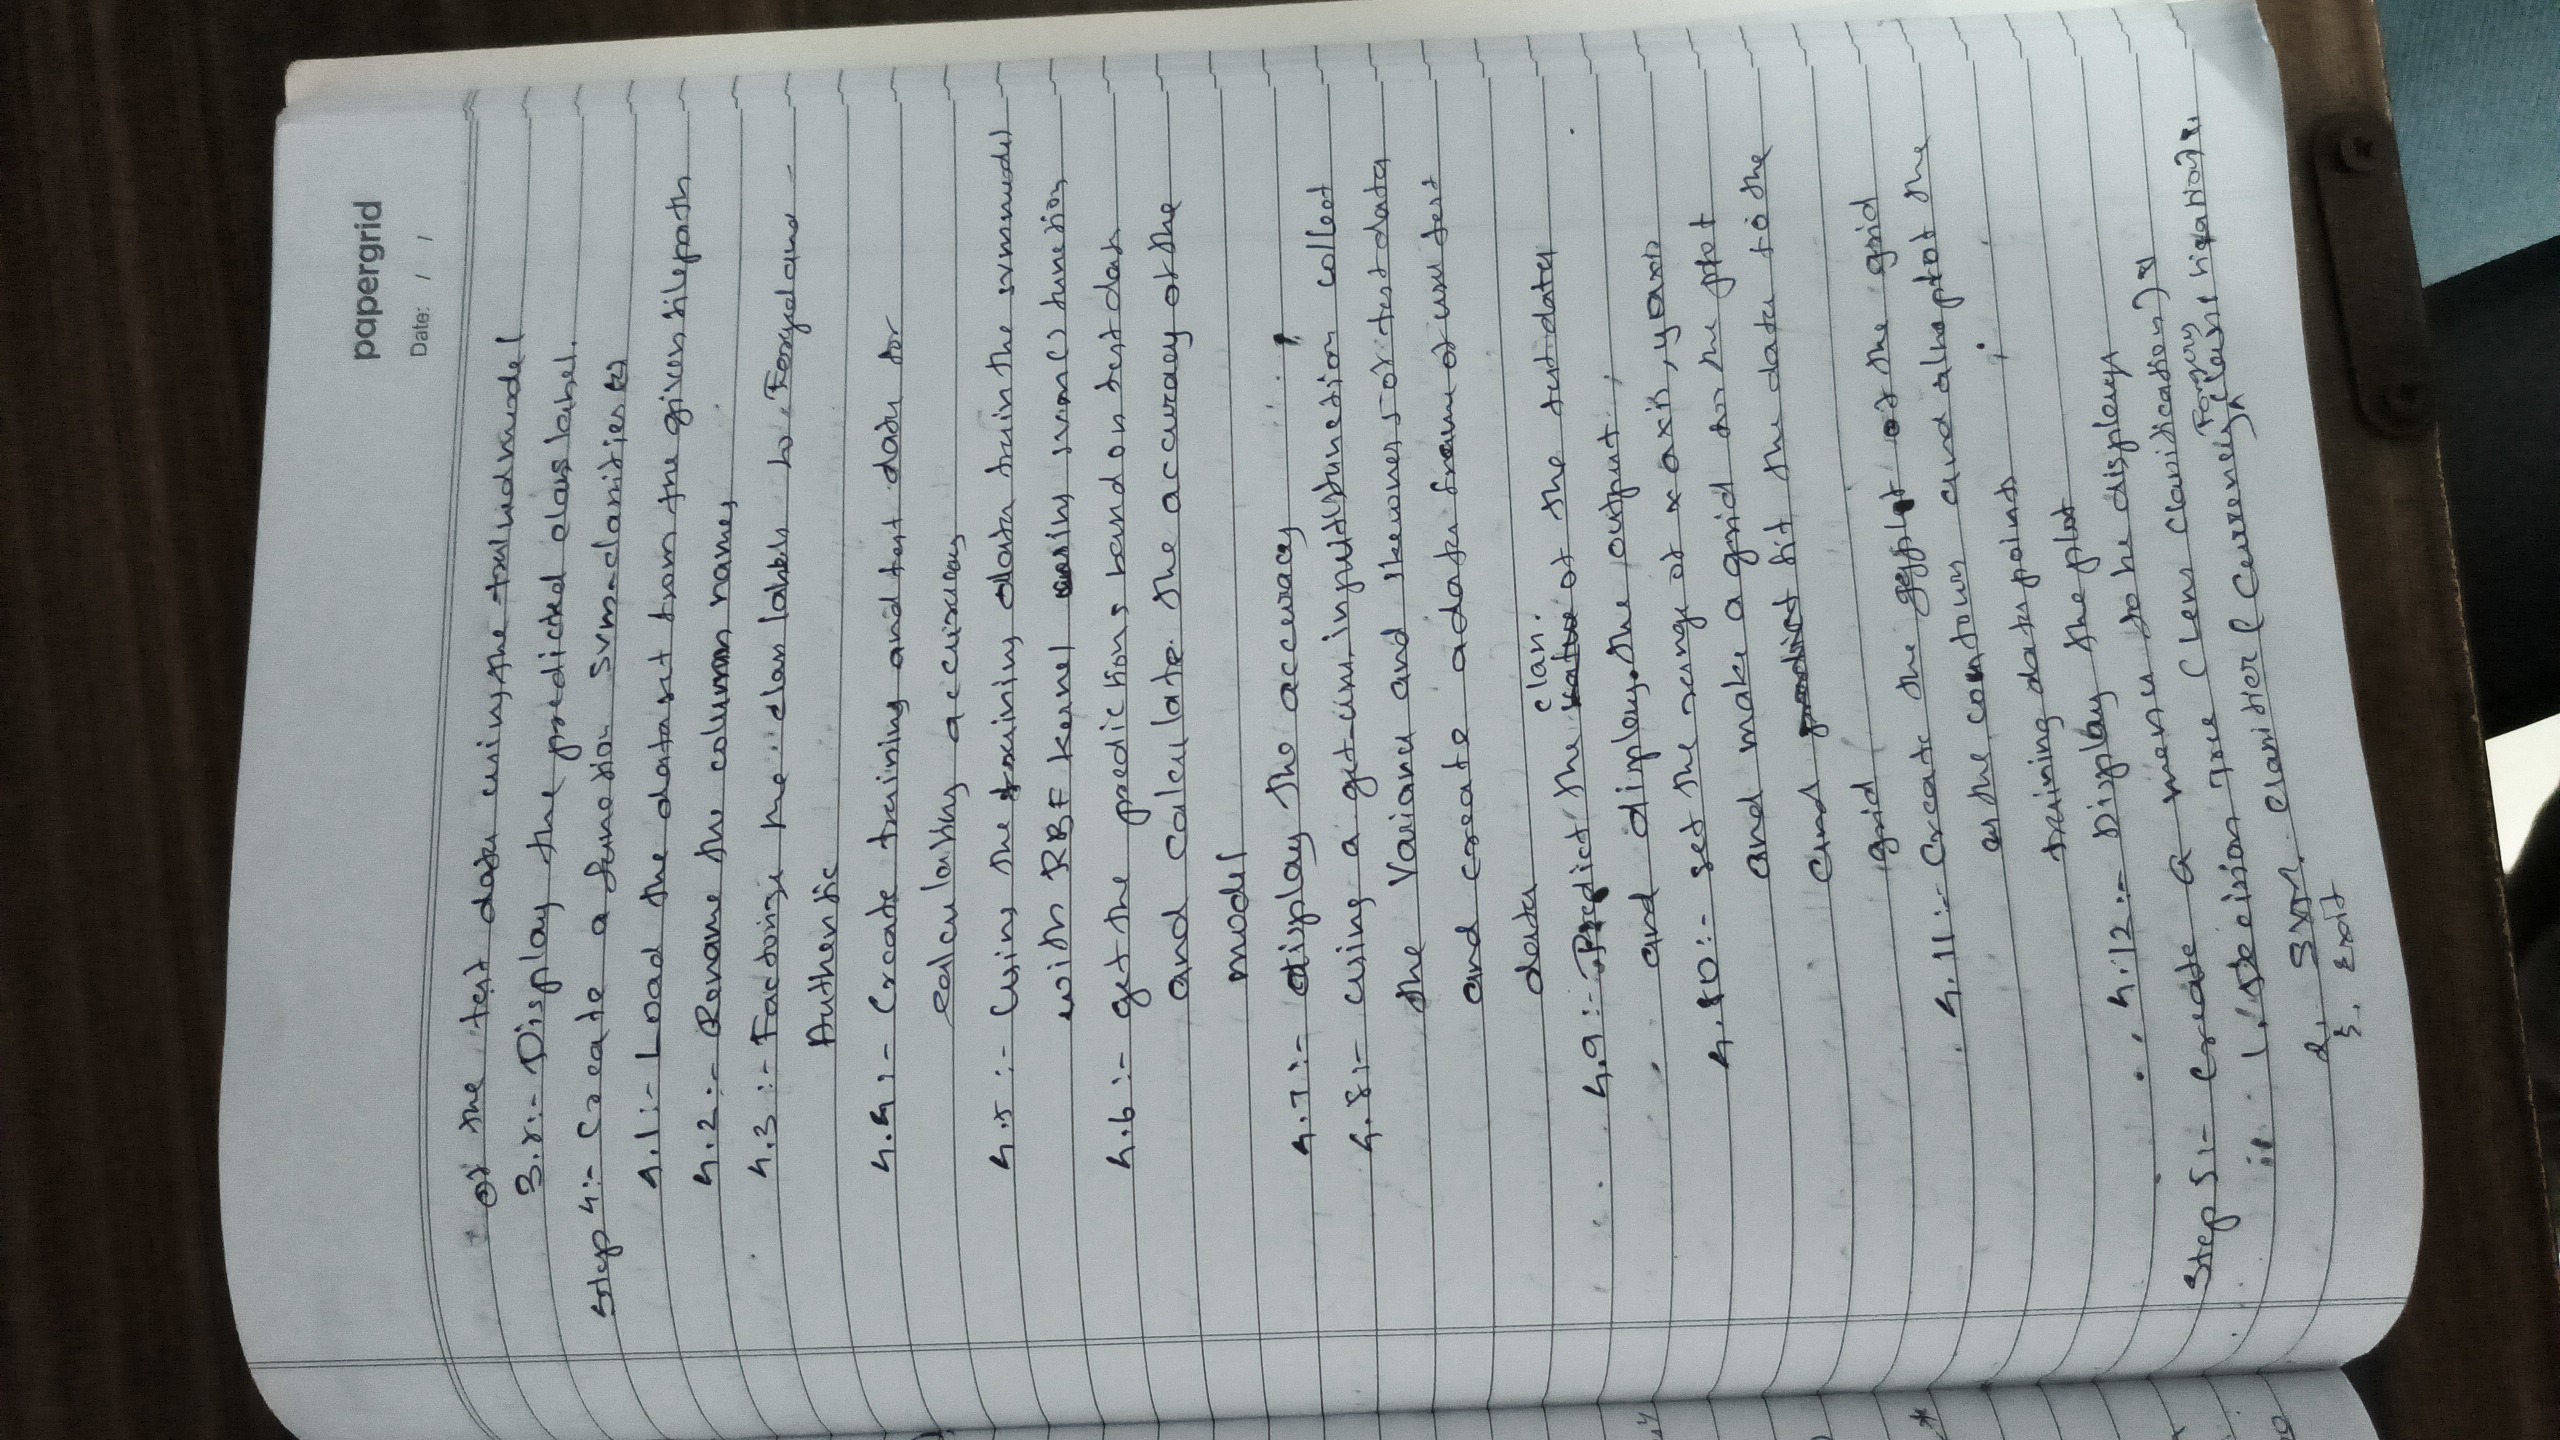 papergrid
Date: / /
of the test data using the trained model
3.8:- Display the predicted class label.
Step 4:- Create a function svm-classifier()
4.1:- Load the dataset from the given filepath
4.2:- Rename the column names
4.3:- Factorize the class labels to Forged and
Authentic
4.4:- Create training and test data for
calculating accuracy
4.5:- Using the training data train the svm model
with RBF kernel using svm() function
4.6:- get the predictions based on test data
and calculate the accuracy of the
model
4.7:- display the accuracy
4.8:- using a get-svm-input() function collect
the Variance and skewness of test data
and create a data frame of user test
data
class
4.9:- Predict the value of the test data
and display the output
4.10:- set the range of x axis, y axis
and make a grid for the plot
and predict fit the data to the
grid
4.11:- Create the plot of the grid
as the contours and also plot the
training data points
4.12:- Display the plot
Step 5:- Create a menu to be displayed
1. Decision Tree (Lens Classification)
Forgery
2. SVM classifier (Currency Classification)
3. Exit